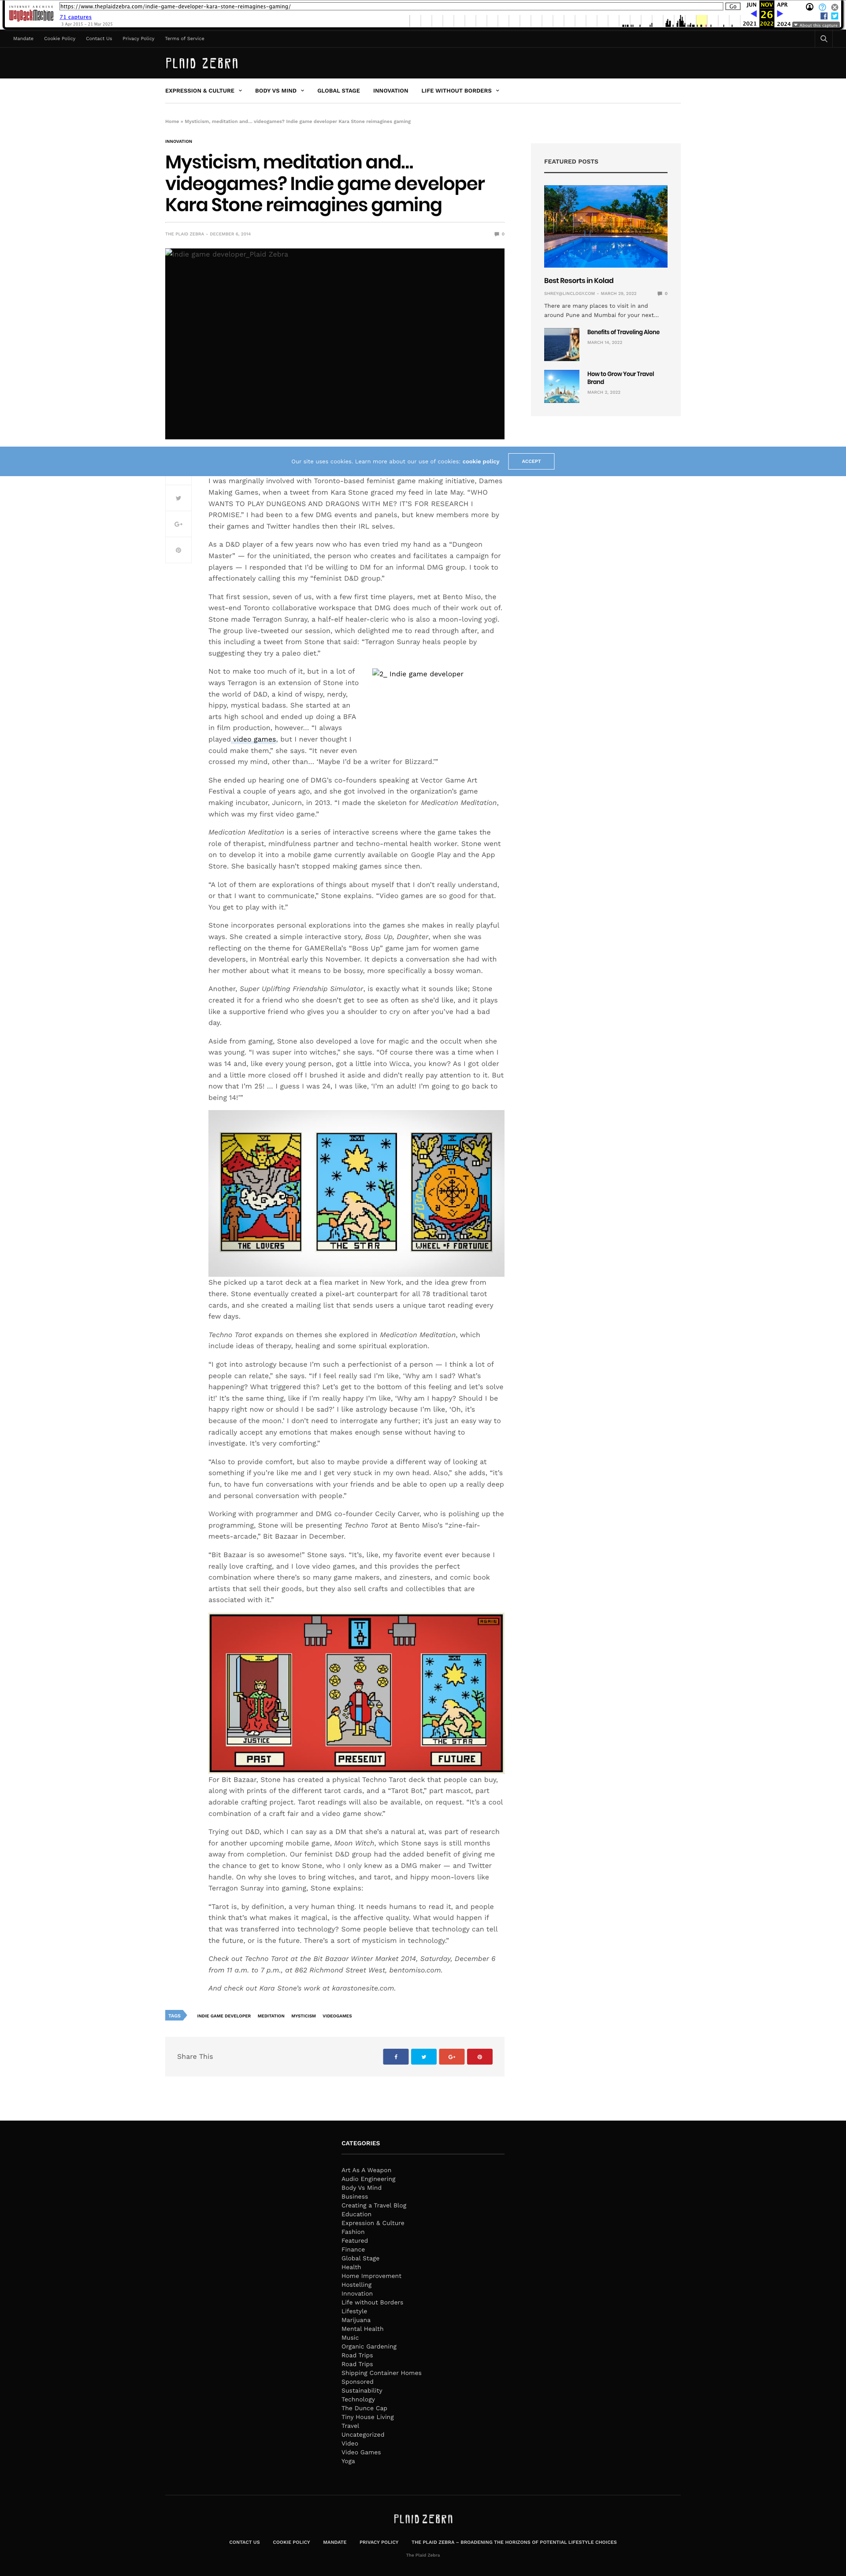 INTERNET ARCHIVE
WayBackMachine
https://www.theplaidzebra.com/indie-game-developer-kara-stone-reimagines-gaming/
Go
JUN NOV APR
71 captures
26
3 Apr 2015 - 21 Mar 2025
2021 2022 2024
About this capture
Mandate Cookie Policy Contact Us Privacy Policy Terms of Service
PLAID ZEBRA
EXPRESSION & CULTURE BODY VS MIND GLOBAL STAGE INNOVATION LIFE WITHOUT BORDERS
Home » Mysticism, meditation and… videogames? Indie game developer Kara Stone reimagines gaming
INNOVATION
Mysticism, meditation and…
videogames? Indie game developer
Kara Stone reimagines gaming
THE PLAID ZEBRA - DECEMBER 5, 2014
0
Indie game developer_Plaid Zebra
FEATURED POSTS
Best Resorts in Kolad
MARCH 29, 2022
There are many places to visit in and
around Pune and Mumbai for your next...
Benefits of Traveling Alone
MARCH 14, 2022
How to Grow Your Travel
Brand
MARCH 3, 2022
Our site uses cookies. Learn more about our use of cookies: cookie policy
ACCEPT
I was marginally involved with Toronto-based feminist game making initiative, Dames
Making Games, when a tweet from Kara Stone graced my feed in late May. “WHO
WANTS TO PLAY DUNGEONS AND DRAGONS WITH ME? IT’S FOR RESEARCH I
PROMISE.” I had been to a few DMG events and panels, but knew members more by
their games and Twitter handles then their IRL selves.
As a D&D player of a few years now who has even tried my hand as a “Dungeon
Master” — for the uninitiated, the person who creates and facilitates a campaign for
players — I responded that I’d be willing to DM for an informal DMG group. I took to
affectionately calling this my “feminist D&D group.”
That first session, seven of us, with a few first time players, met at Bento Miso, the
west-end Toronto collaborative workspace that DMG does much of their work out of.
Stone made Terragon Sunray, a half-elf healer-cleric who is also a moon-loving yogi.
The group live-tweeted our session, which delighted me to read through after, and
this including a tweet from Stone that said: “Terragon Sunray heals people by
suggesting they try a paleo diet.”
Not to make too much of it, but in a lot of
ways Terragon is an extension of Stone into
the world of D&D, a kind of wispy, nerdy,
hippy, mystical badass. She started at an
arts high school and ended up doing a BFA
in film production, however… “I always
played video games, but I never thought I
could make them,” she says. “It never even
crossed my mind, other than… ‘Maybe I’d be a writer for Blizzard.’”
2_ Indie game developer
She ended up hearing one of DMG’s co-founders speaking at Vector Game Art
Festival a couple of years ago, and she got involved in the organization’s game
making incubator, Junicorn, in 2013. “I made the skeleton for Medication Meditation,
which was my first video game.”
Medication Meditation is a series of interactive screens where the game takes the
role of therapist, mindfulness partner and techno-mental health worker. Stone went
on to develop it into a mobile game currently available on Google Play and the App
Store. She basically hasn’t stopped making games since then.
“A lot of them are explorations of things about myself that I don’t really understand,
or that I want to communicate,” Stone explains. “Video games are so good for that.
You get to play with it.”
Stone incorporates personal explorations into the games she makes in really playful
ways. She created a simple interactive story, Boss Up, Daughter, when she was
reflecting on the theme for GAMERella’s “Boss Up” game jam for women game
developers, in Montréal early this November. It depicts a conversation she had with
her mother about what it means to be bossy, more specifically a bossy woman.
Another, Super Uplifting Friendship Simulator, is exactly what it sounds like; Stone
created it for a friend who she doesn’t get to see as often as she’d like, and it plays
like a supportive friend who gives you a shoulder to cry on after you’ve had a bad
day.
Aside from gaming, Stone also developed a love for magic and the occult when she
was young. “I was super into witches,” she says. “Of course there was a time when I
was 14 and, like every young person, got a little into Wicca, you know? As I got older
and a little more closed off I brushed it aside and didn’t really pay attention to it. But
now that I’m 25! … I guess I was 24, I was like, ‘I’m an adult! I’m going to go back to
being 14!’”
VI XVII X
THE LOVERS THE STAR WHEEL OF FORTUNE
She picked up a tarot deck at a flea market in New York, and the idea grew from
there. Stone eventually created a pixel-art counterpart for all 78 traditional tarot
cards, and she created a mailing list that sends users a unique tarot reading every
few days.
Techno Tarot expands on themes she explored in Medication Meditation, which
include ideas of therapy, healing and some spiritual exploration.
“I got into astrology because I’m such a perfectionist of a person — I think a lot of
people can relate,” she says. “If I feel really sad I’m like, ‘Why am I sad? What’s
happening? What triggered this? Let’s get to the bottom of this feeling and let’s solve
it!’ It’s the same thing, like if I’m really happy I’m like, ‘Why am I happy? Should I be
happy right now or should I be sad?’ I like astrology because I’m like, ‘Oh, it’s
because of the moon.’ I don’t need to interrogate any further; it’s just an easy way to
radically accept any emotions that makes enough sense without having to
investigate. It’s very comforting.”
“Also to provide comfort, but also to maybe provide a different way of looking at
something if you’re like me and I get very stuck in my own head. Also,” she adds, “it’s
fun, to have fun conversations with your friends and be able to open up a really deep
and personal conversation with people.”
Working with programmer and DMG co-founder Cecily Carver, who is polishing up the
programming, Stone will be presenting Techno Tarot at Bento Miso’s “zine-fair-
meets-arcade,” Bit Bazaar in December.
“Bit Bazaar is so awesome!” Stone says. “It’s, like, my favorite event ever because I
really love crafting, and I love video games, and this provides the perfect
combination where there’s so many game makers, and zinesters, and comic book
artists that sell their goods, but they also sell crafts and collectibles that are
associated with it.”
JUSTICE THE STAR
PAST PRESENT FUTURE
For Bit Bazaar, Stone has created a physical Techno Tarot deck that people can buy,
along with prints of the different tarot cards, and a “Tarot Bot,” part mascot, part
adorable crafting project. Tarot readings will also be available, on request. “It’s a cool
combination of a craft fair and a video game show.”
Trying out D&D, which I can say as a DM that she’s a natural at, was part of research
for another upcoming mobile game, Moon Witch, which Stone says is still months
away from completion. Our feminist D&D group had the added benefit of giving me
the chance to get to know Stone, who I only knew as a DMG maker — and Twitter
handle. On why she loves to bring witches, and tarot, and hippy moon-lovers like
Terragon Sunray into gaming, Stone explains:
“Tarot is, by definition, a very human thing. It needs humans to read it, and people
think that’s what makes it magical, is the affective quality. What would happen if
that was transferred into technology? Some people believe that technology can tell
the future, or is the future. There’s a sort of mysticism in technology.”
Check out Techno Tarot at the Bit Bazaar Winter Market 2014, Saturday, December 6
from 11 a.m. to 7 p.m., at 862 Richmond Street West, bentomiso.com.
And check out Kara Stone’s work at karastonesite.com.
TAGS INDIE GAME DEVELOPER MEDITATION MYSTICISM VIDEOGAMES
Share This
CATEGORIES
Art As A Weapon
Audio Engineering
Body Vs Mind
Business
Creating a Travel Blog
Education
Expression & Culture
Fashion
Featured
Finance
Global Stage
Health
Home Improvement
Hostelling
Innovation
Life without Borders
Lifestyle
Marijuana
Mental Health
Music
Organic Gardening
Road Trips
Road Trips
Shipping Container Homes
Sponsored
Sustainability
Technology
The Dunce Cap
Tiny House Living
Travel
Uncategorized
Video
Video Games
Yoga
PLAID ZEBRA
CONTACT US COOKIE POLICY MANDATE PRIVACY POLICY THE PLAID ZEBRA – BROADENING THE HORIZONS OF POTENTIAL LIFESTYLE CHOICES
The Plaid Zebra